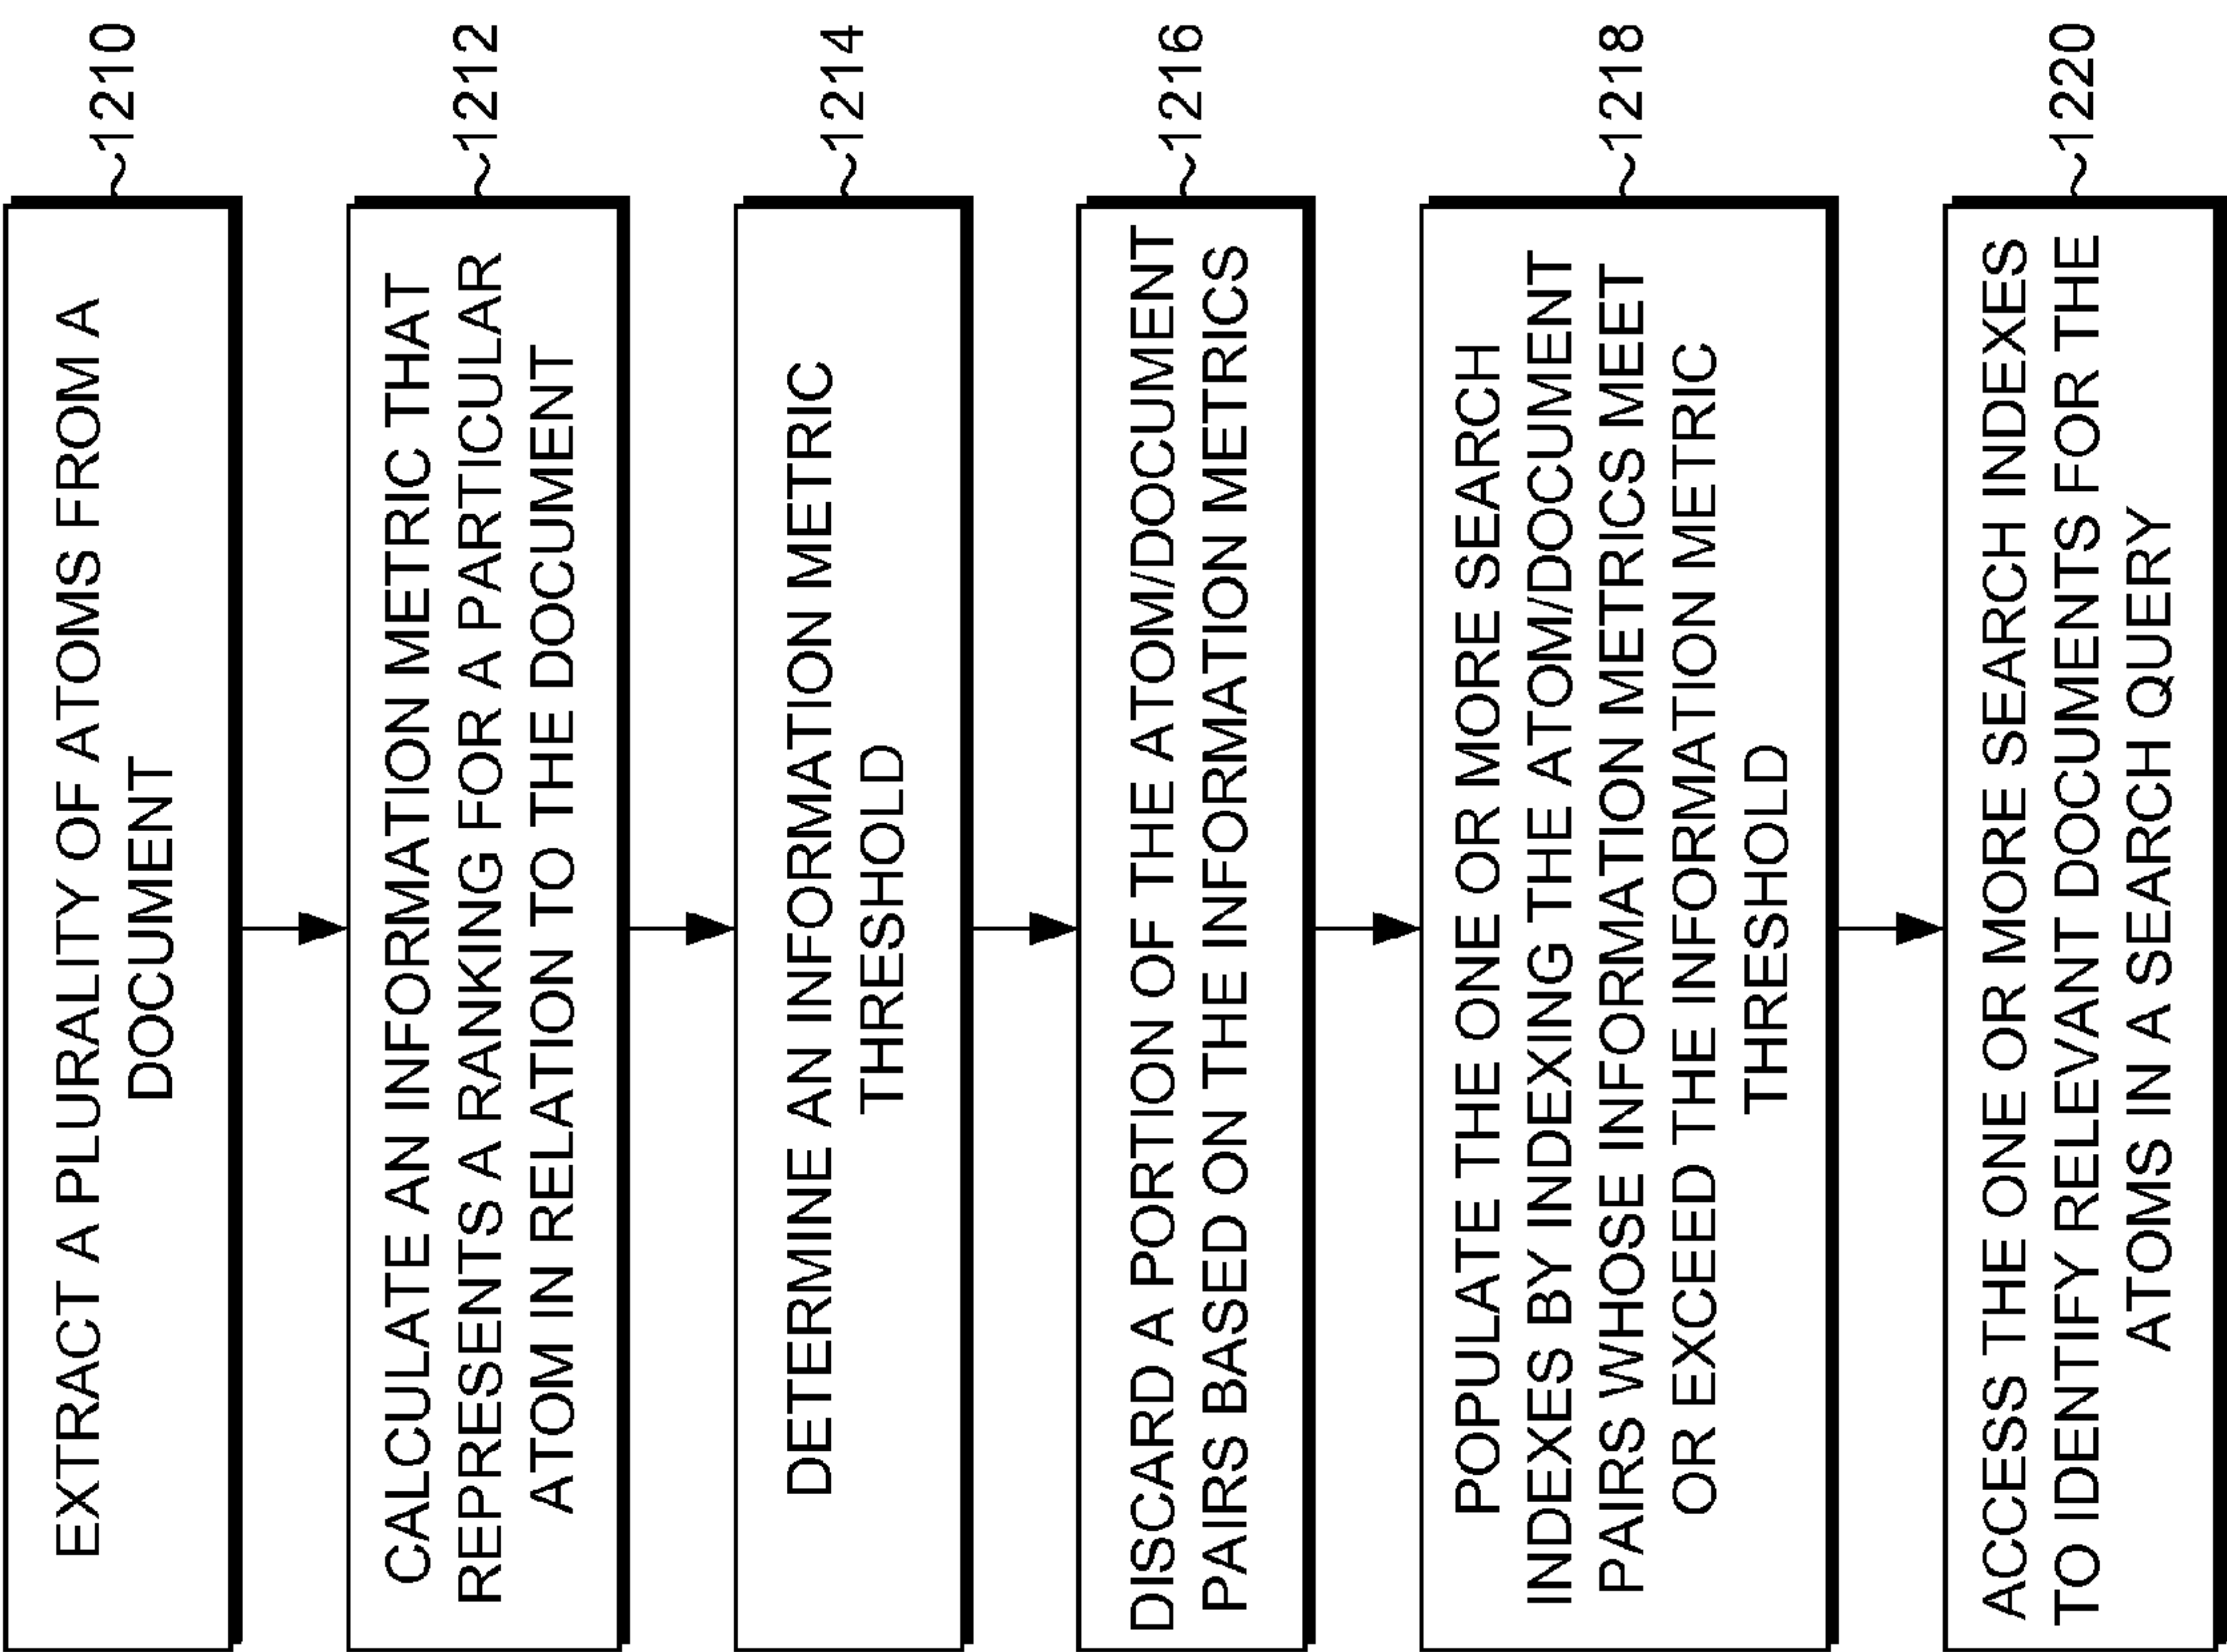 EXTRACT A PLURALITY OF ATOMS FROM A
DOCUMENT
~1210
CALCULATE AN INFORMATION METRIC THAT
REPRESENTS A RANKING FOR A PARTICULAR
ATOM IN RELATION TO THE DOCUMENT
~1212
DETERMINE AN INFORMATION METRIC
THRESHOLD
~1214
DISCARD A PORTION OF THE ATOM/DOCUMENT
PAIRS BASED ON THE INFORMATION METRICS
~1216
POPULATE THE ONE OR MORE SEARCH
INDEXES BY INDEXING THE ATOM/DOCUMENT
PAIRS WHOSE INFORMATION METRICS MEET
OR EXCEED THE INFORMATION METRIC
THRESHOLD
~1218
ACCESS THE ONE OR MORE SEARCH INDEXES
TO IDENTIFY RELEVANT DOCUMENTS FOR THE
ATOMS IN A SEARCH QUERY
~1220